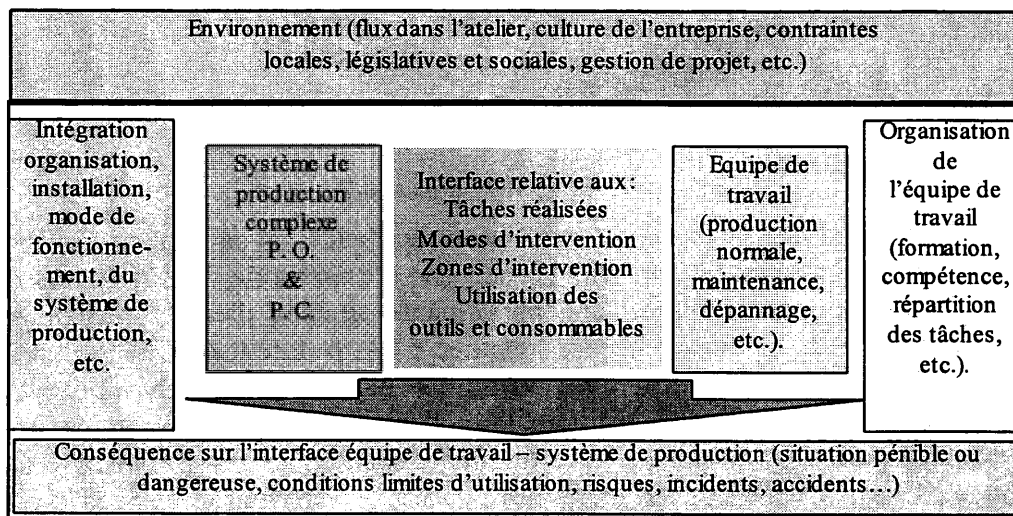 Environnement (flux dans l'atelier, culture de l'entreprise, contraintes
locales, législatives et sociales, gestion de projet, etc.)
Intégration
organisation,
installation,
mode de
fonctionne-
ment, du
système de
production,
etc.
Système de
production
complexe
P. O.
&
P. C.
Interface relative aux :
Tâches réalisées
Modes d'intervention
Zones d'intervention
Utilisation des
outils et consommables
Equipe de
travail
(production
normale,
maintenance,
dépannage,
etc.).
Organisation
de
l'équipe de
travail
(formation,
compétence,
répartition
des tâches,
etc.).
Conséquence sur l'interface équipe de travail – système de production (situation pénible ou
dangereuse, conditions limites d'utilisation, risques, incidents, accidents…)